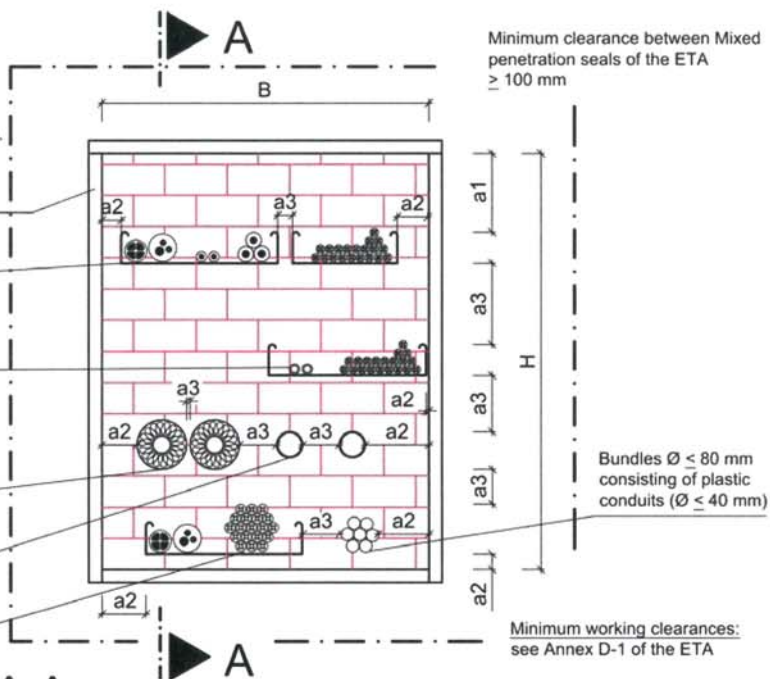 A
Minimum clearance between Mixed
penetration seals of the ETA
≥ 100 mm
B
a1
a2
a3
a2
a3
H
a2
a3
a3
a2
a2
a3
a3
a2
a3
Bundles Ø ≤ 80 mm
consisting of plastic
conduits (Ø ≤ 40 mm)
a3
a2
a2
a2
Minimum working clearances:
see Annex D-1 of the ETA
A